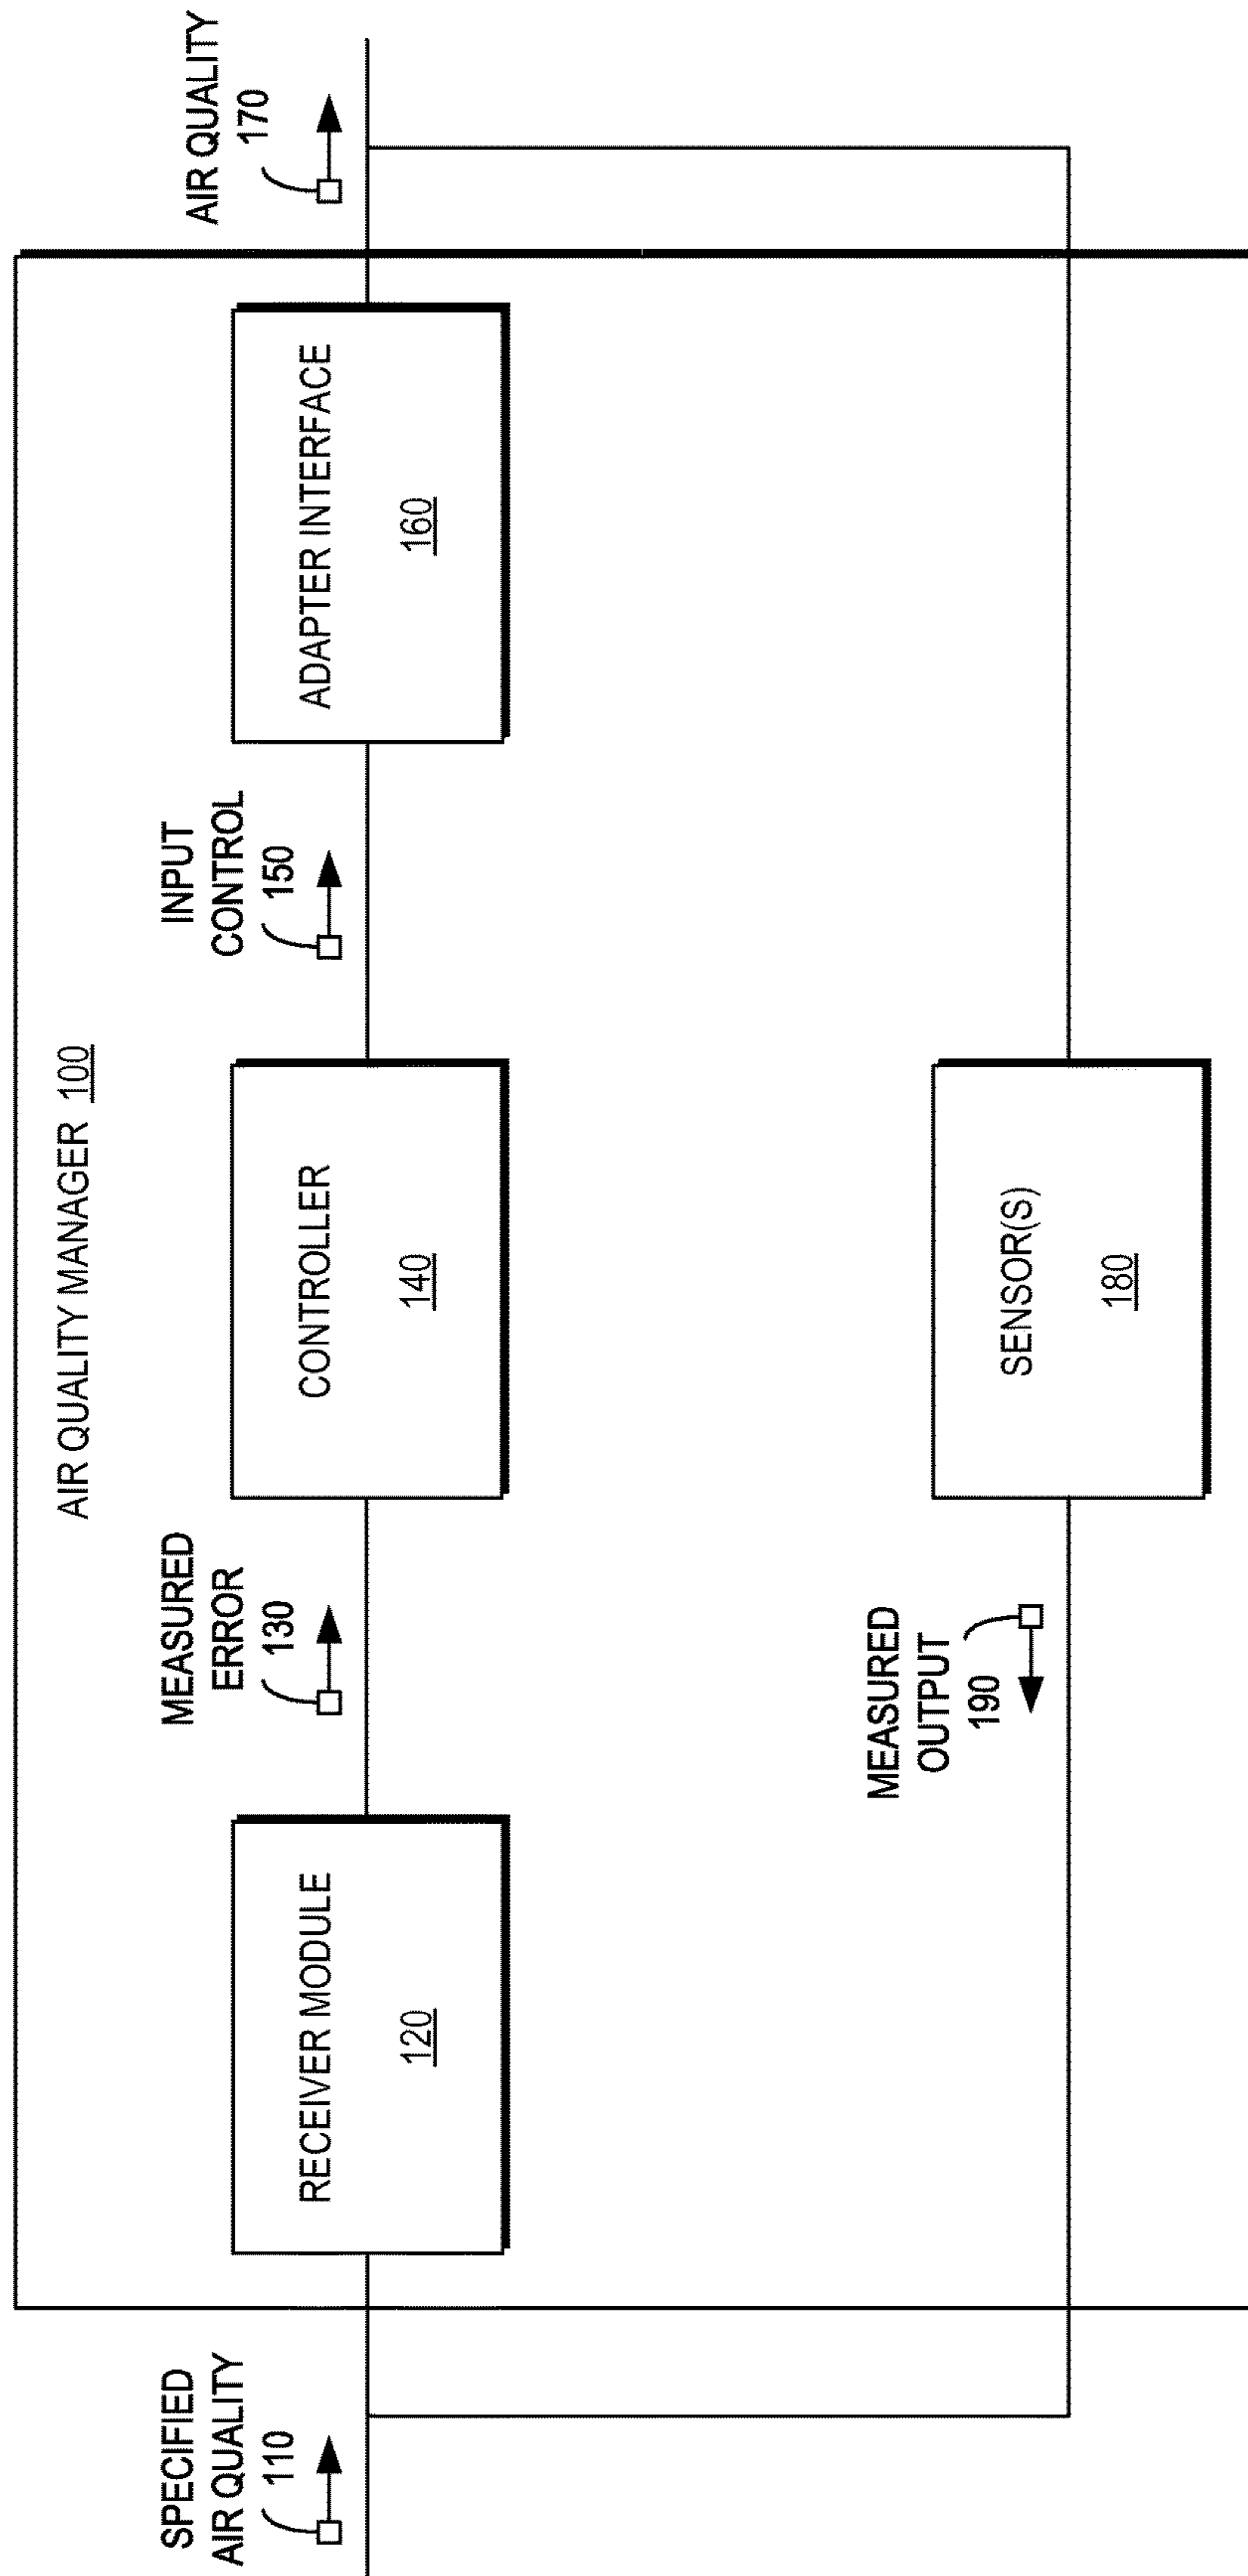 AIR QUALITY MANAGER 100
SPECIFIED
AIR QUALITY
110
RECEIVER MODULE
120
MEASURED
ERROR
130
CONTROLLER
140
INPUT
CONTROL
150
ADAPTER INTERFACE
160
AIR QUALITY
170
MEASURED
OUTPUT
190
SENSOR(S)
180